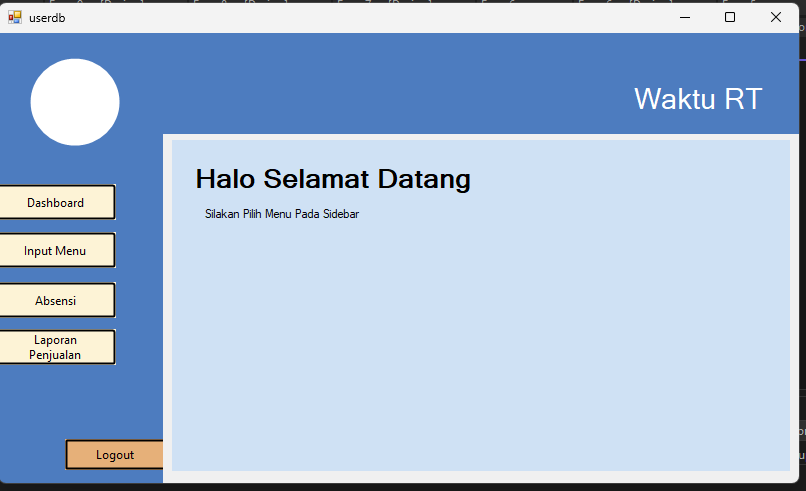 userdb
Waktu RT
Halo Selamat Datang
Silakan Pilih Menu Pada Sidebar
Dashboard
Input Menu
Absensi
Laporan
Penjualan
Logout